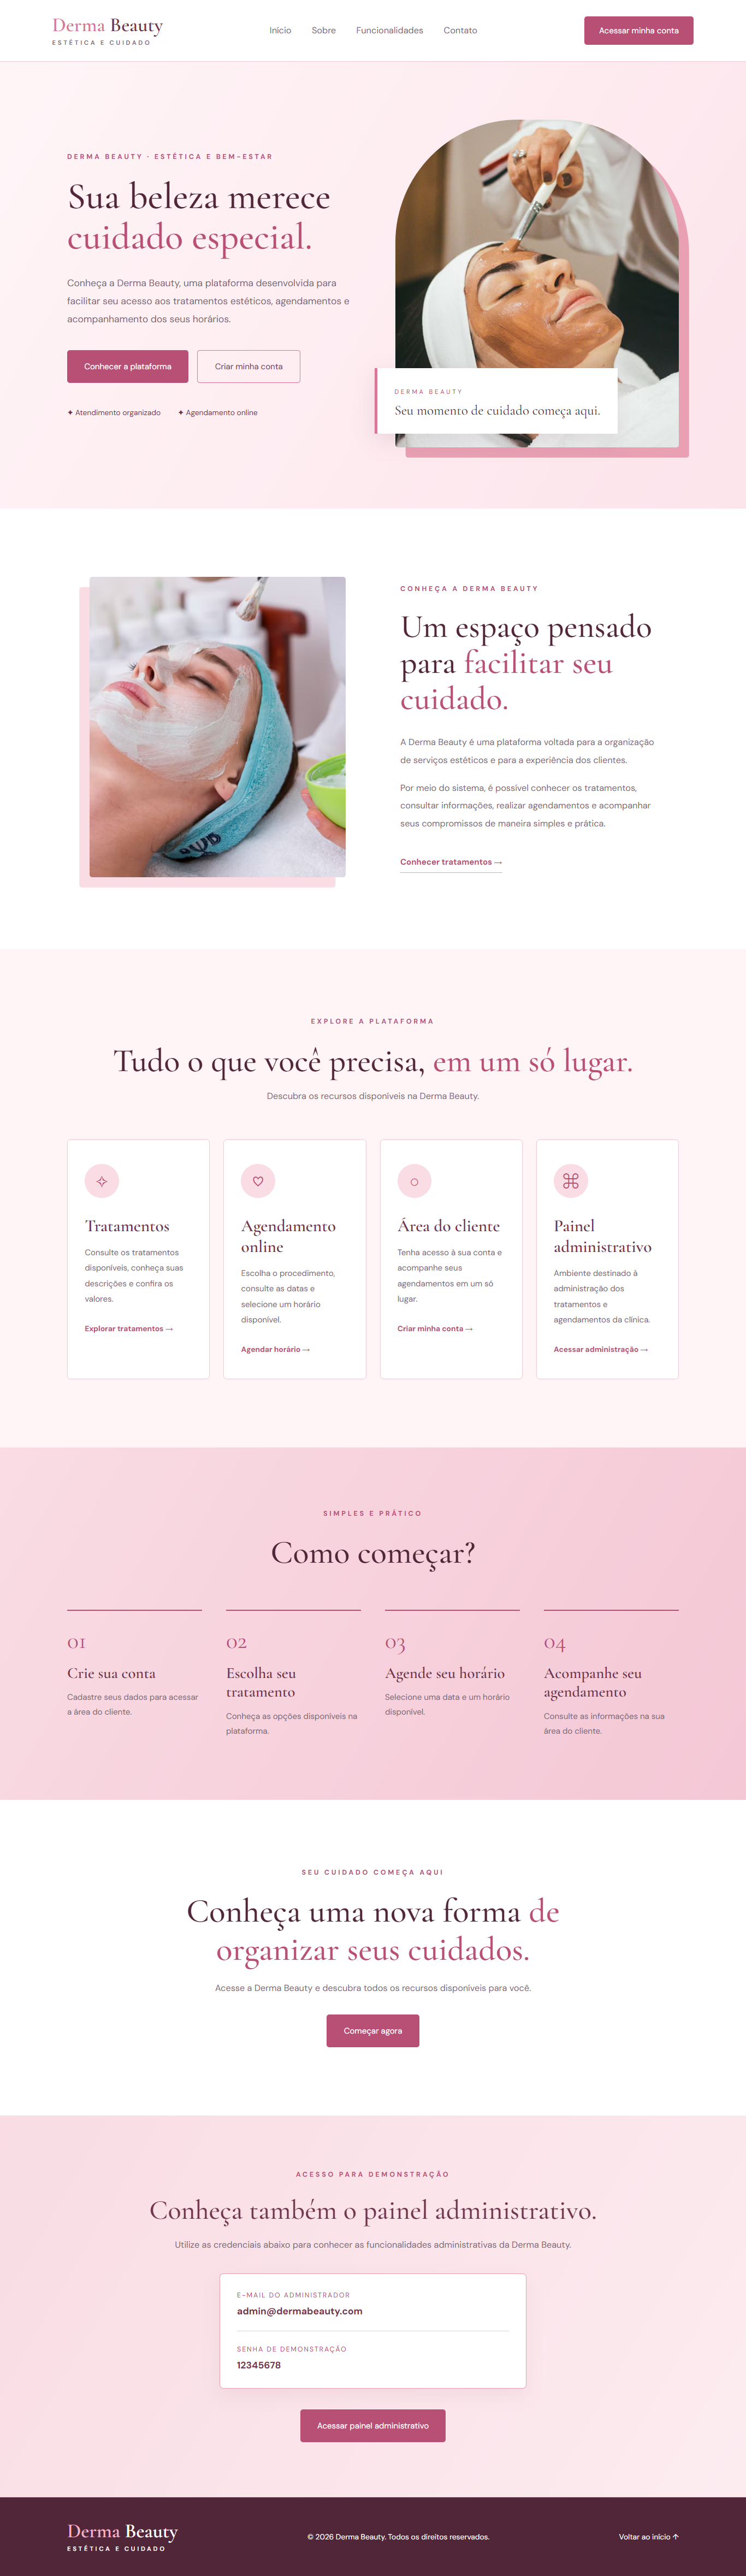 Derma Beauty
ESTÉTICA E CUIDADO
Início
Sobre
Funcionalidades
Contato
Acessar minha conta
DERMA BEAUTY · ESTÉTICA E BEM-ESTAR
Sua beleza merece
cuidado especial.
Conheça a Derma Beauty, uma plataforma desenvolvida para
facilitar seu acesso aos tratamentos estéticos, agendamentos e
acompanhamento dos seus horários.
Conhecer a plataforma
Criar minha conta
✦ Atendimento organizado
✦ Agendamento online
DERMA BEAUTY
Seu momento de cuidado começa aqui.
CONHEÇA A DERMA BEAUTY
Um espaço pensado
para facilitar seu
cuidado.
A Derma Beauty é uma plataforma voltada para a organização
de serviços estéticos e para a experiência dos clientes.
Por meio do sistema, é possível conhecer os tratamentos,
consultar informações, realizar agendamentos e acompanhar
seus compromissos de maneira simples e prática.
Conhecer tratamentos →
EXPLORE A PLATAFORMA
Tudo o que você precisa, em um só lugar.
Descubra os recursos disponíveis na Derma Beauty.
Tratamentos
Consulte os tratamentos
disponíveis, conheça suas
descrições e confira os
valores.
Explorar tratamentos →
Agendamento
online
Escolha o procedimento,
consulte as datas e
selecione um horário
disponível.
Agendar horário →
Área do cliente
Tenha acesso à sua conta e
acompanhe seus
agendamentos em um só
lugar.
Criar minha conta →
Painel
administrativo
Ambiente destinado à
administração dos
tratamentos e
agendamentos da clínica.
Acessar administração →
SIMPLES E PRÁTICO
Como começar?
01
Crie sua conta
Cadastre seus dados para acessar
a área do cliente.
02
Escolha seu
tratamento
Conheça as opções disponíveis na
plataforma.
03
Agende seu horário
Selecione uma data e um horário
disponível.
04
Acompanhe seu
agendamento
Consulte as informações na sua
área do cliente.
SEU CUIDADO COMEÇA AQUI
Conheça uma nova forma de
organizar seus cuidados.
Acesse a Derma Beauty e descubra todos os recursos disponíveis para você.
Começar agora
ACESSO PARA DEMONSTRAÇÃO
Conheça também o painel administrativo.
Utilize as credenciais abaixo para conhecer as funcionalidades administrativas da Derma Beauty.
E-MAIL DO ADMINISTRADOR
admin@dermabeauty.com
SENHA DE DEMONSTRAÇÃO
12345678
Acessar painel administrativo
Derma Beauty
ESTÉTICA E CUIDADO
© 2026 Derma Beauty. Todos os direitos reservados.
Voltar ao início ↑